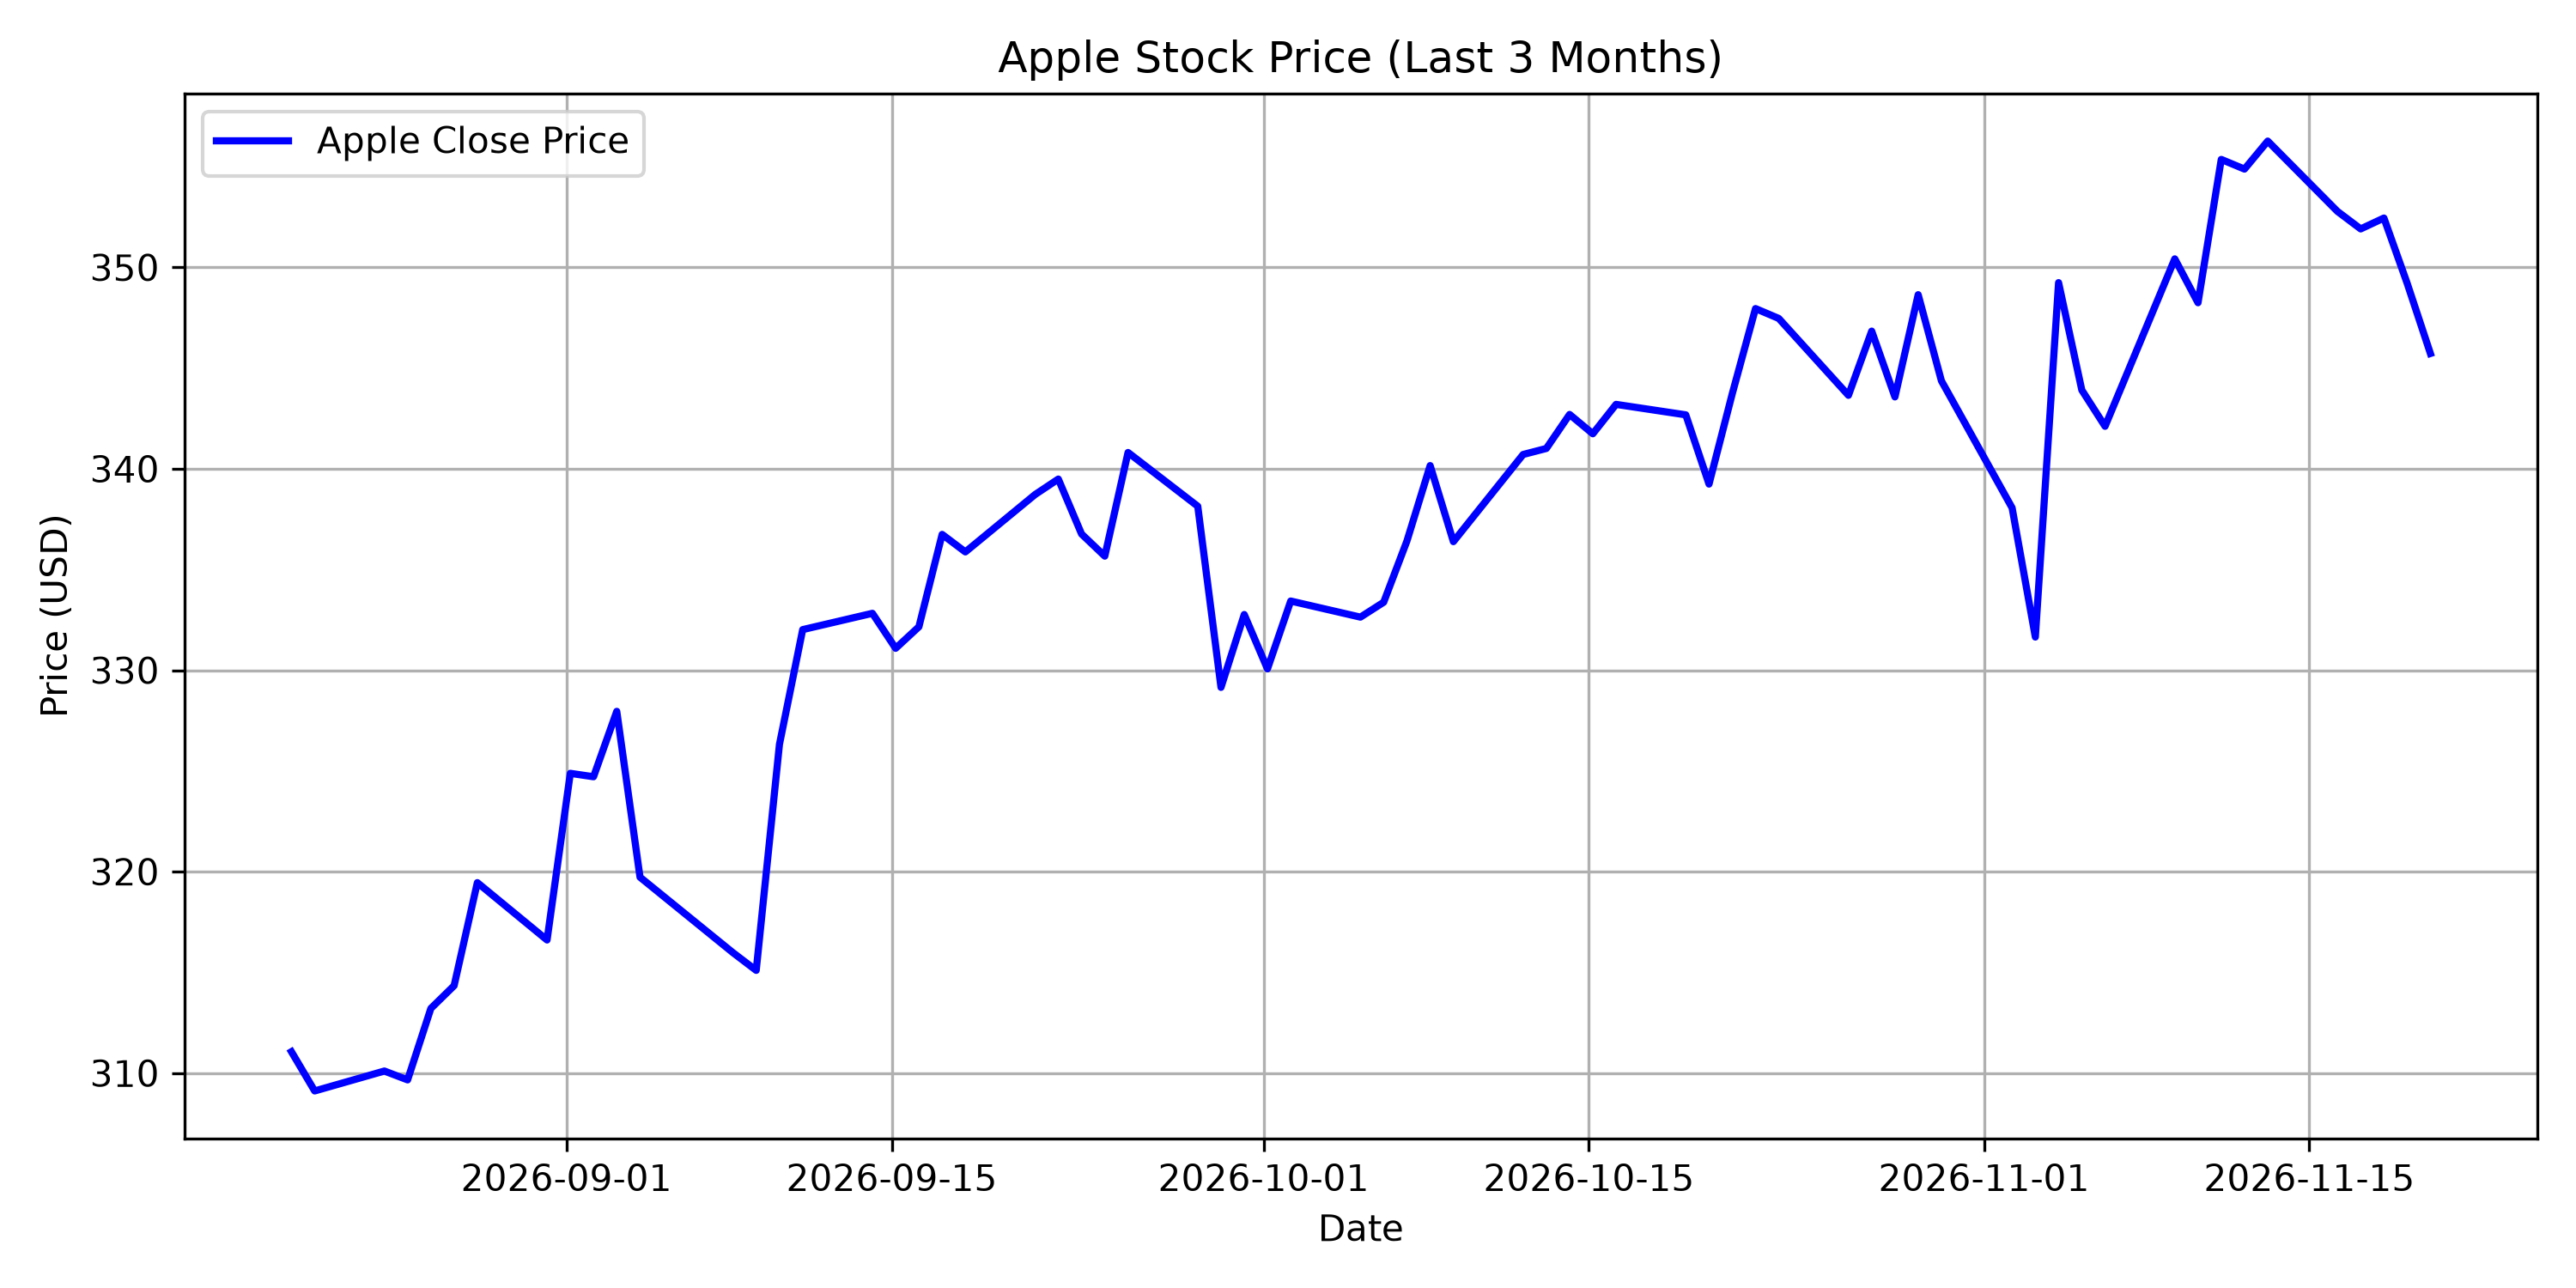 Apple Stock Price (Last 3 Months)
Apple Close Price
350
340
330
320
310
Price (USD)
2026-09-01 2026-09-15 2026-10-01 2026-10-15 2026-11-01 2026-11-15
Date